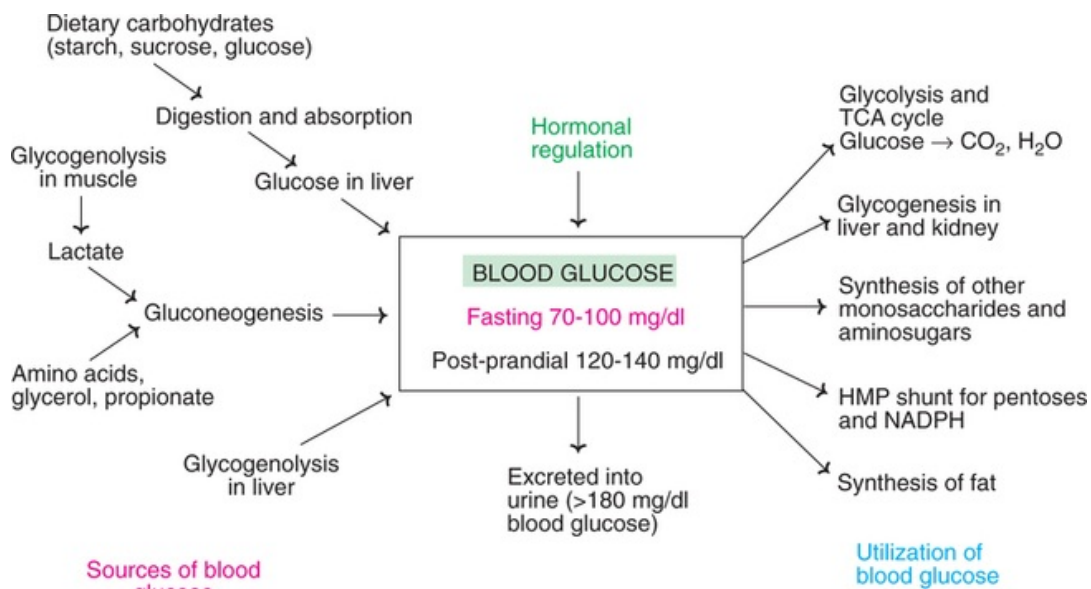 Dietary carbohydrates
(starch, sucrose, glucose)
Digestion and absorption
Glycogenolysis
in muscle
Glucose in liver
Lactate
Gluconeogenesis
Amino acids,
glycerol, propionate
Glycogenolysis
in liver
Sources of blood
glucose
Hormonal
regulation
BLOOD GLUCOSE
Fasting 70-100 mg/dl
Post-prandial 120-140 mg/dl
Excreted into
urine (>180 mg/dl
blood glucose)
Glycolysis and
TCA cycle
Glucose → CO₂, H₂O
Glycogenesis in
liver and kidney
Synthesis of other
monosaccharides and
aminosugars
HMP shunt for pentoses
and NADPH
Synthesis of fat
Utilization of
blood glucose